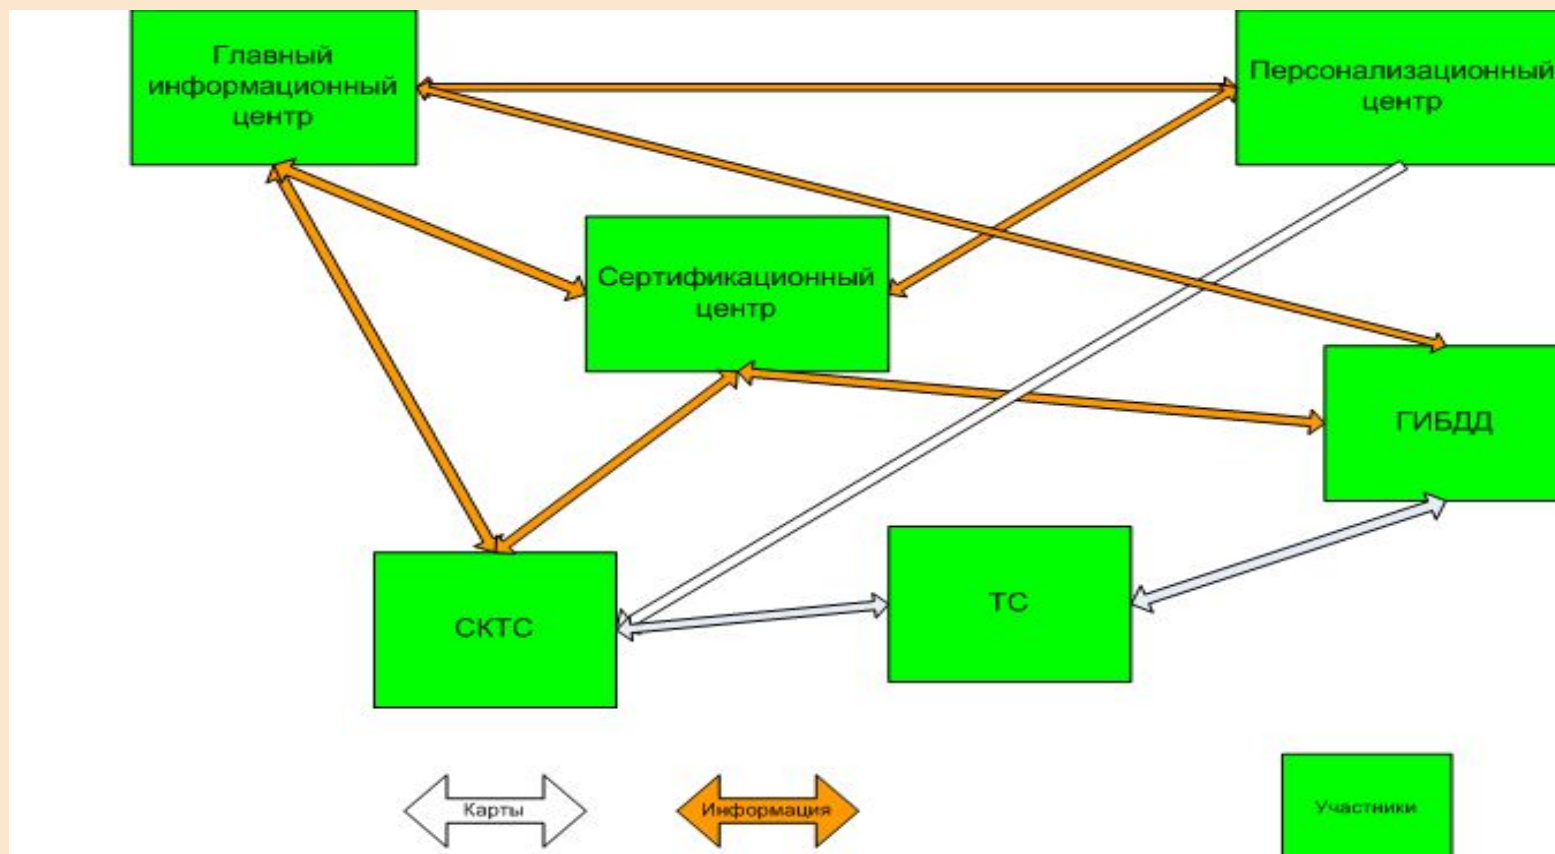 Главный
информационный
центр
Персонализационный
центр
Сертификационный
центр
ГИБДД
ТС
СКТС
Карты
Информация
Участники